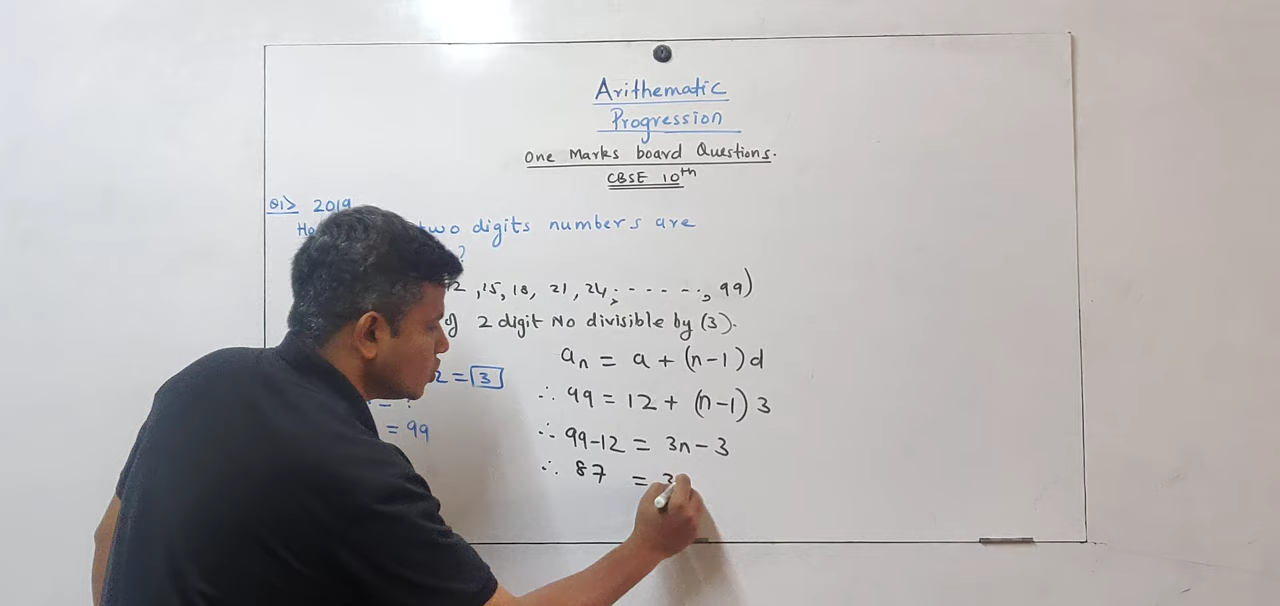 Arithematic
Progression
One Marks board Questions.
CBSE 10th
Q1> 2019
two digits numbers are
?
12, 15, 18, 21, 24, ------, 99)
2 digit No divisible by (3).
an = a + (n-1) d
2 = 3
∴ 99 = 12 + (n-1) 3
= 99
∴ 99-12 = 3n - 3
∴ 87 = 3